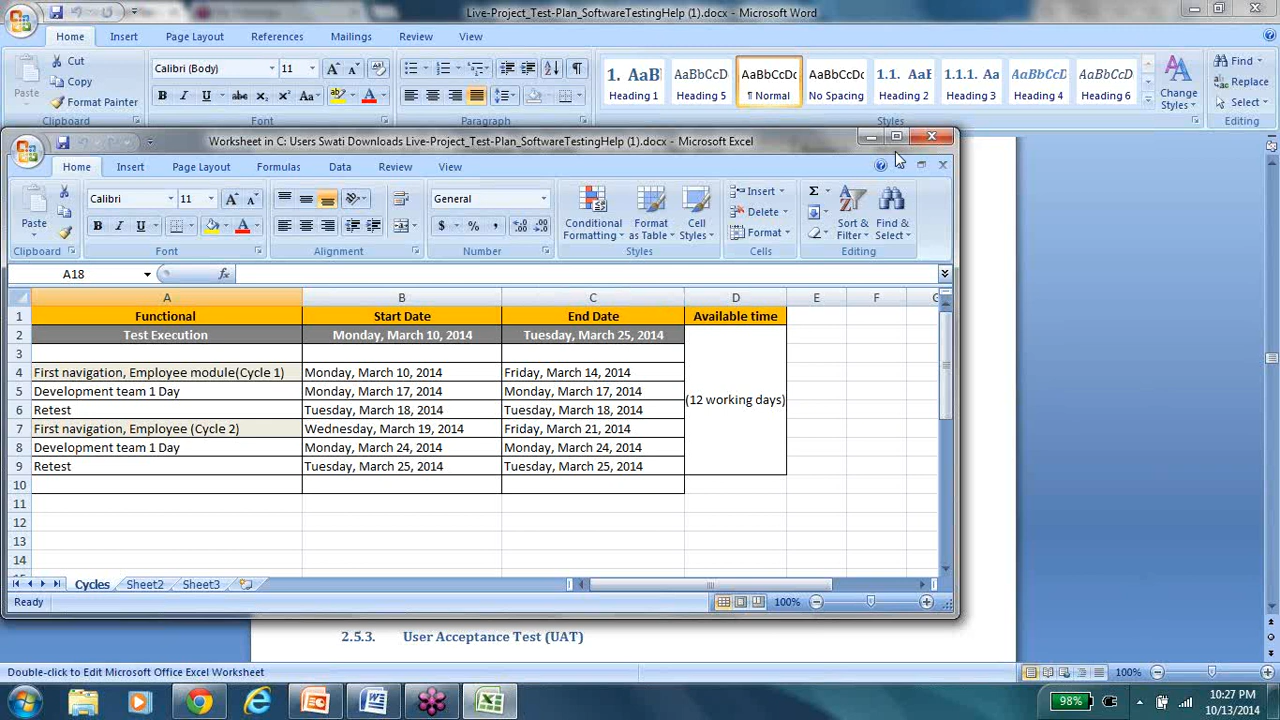 Live-Project_Test-Plan_SoftwareTestingHelp (1).docx - Microsoft Word
Home Insert Page Layout References Mailings Review View
Paste Cut Copy Format Painter
Calibri (Body) 11
B I U abc x₂ x² Aa
1. AaBl AaBbCcD AaBbCcDc AaBbCcDc 1.1. AaB 1.1.1. Aa AaBbCcD AaBbCcD
Heading 1 Heading 5 ¶ Normal No Spacing Heading 2 Heading 3 Heading 4 Heading 6 Change Styles
Find Replace Select
Clipboard Editing
Worksheet in C: Users Swati Downloads Live-Project_Test-Plan_SoftwareTestingHelp (1).docx - Microsoft Excel
Home Insert Page Layout Formulas Data Review View
Paste Calibri 11 General Conditional Formatting Format as Table Cell Styles Insert Delete Format Σ Sort & Filter Find & Select
B I U A $ % ,
Clipboard Font Alignment Number Styles Cells Editing
A18 fx
A B C D E F G
1 Functional Start Date End Date Available time
2 Test Execution Monday, March 10, 2014 Tuesday, March 25, 2014
3
4 First navigation, Employee module(Cycle 1) Monday, March 10, 2014 Friday, March 14, 2014
5 Development team 1 Day Monday, March 17, 2014 Monday, March 17, 2014 (12 working days)
6 Retest Tuesday, March 18, 2014 Tuesday, March 18, 2014
7 First navigation, Employee (Cycle 2) Wednesday, March 19, 2014 Friday, March 21, 2014
8 Development team 1 Day Monday, March 24, 2014 Monday, March 24, 2014
9 Retest Tuesday, March 25, 2014 Tuesday, March 25, 2014
10
11
12
13
14
Cycles Sheet2 Sheet3
Ready 100%
2.5.3. User Acceptance Test (UAT)
Double-click to Edit Microsoft Office Excel Worksheet 100%
98% 10:27 PM
10/13/2014